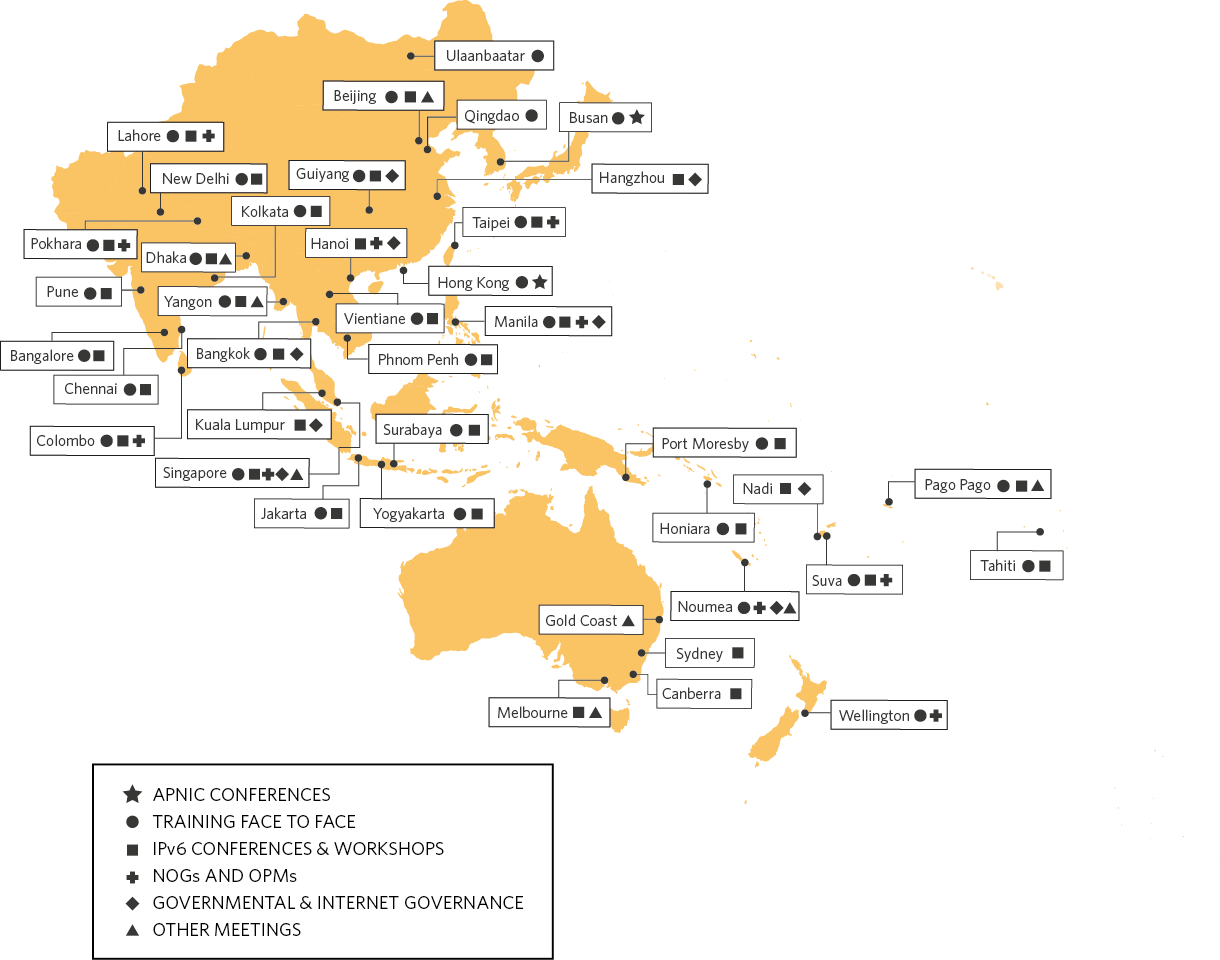 Ulaanbaatar
Beijing
Qingdao
Busan
Lahore
New Delhi
Guiyang
Hangzhou
Kolkata
Taipei
Pokhara
Hanoi
Dhaka
Hong Kong
Pune
Yangon
Vientiane
Manila
Bangalore
Bangkok
Phnom Penh
Chennai
Kuala Lumpur
Surabaya
Colombo
Port Moresby
Singapore
Nadi
Pago Pago
Jakarta
Yogyakarta
Honiara
Tahiti
Suva
Noumea
Gold Coast
Sydney
Canberra
Melbourne
Wellington
APNIC CONFERENCES
TRAINING FACE TO FACE
IPv6 CONFERENCES & WORKSHOPS
NOGs AND OPMs
GOVERNMENTAL & INTERNET GOVERNANCE
OTHER MEETINGS